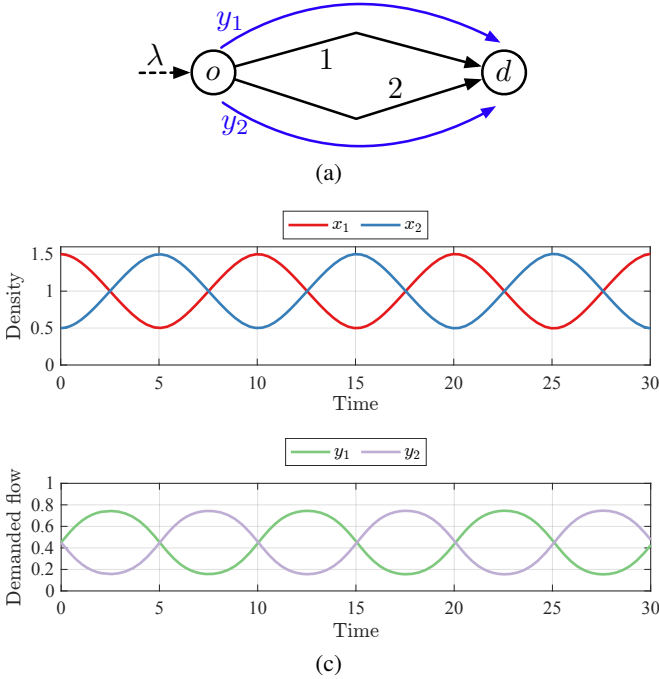 y₁
λ o 1 2 d
y₂
(a)
x₁ x₂
Density
1.5
1
0.5
0
0 5 10 15 20 25 30
Time
y₁ y₂
Demanded flow
1
0.8
0.6
0.4
0.2
0
0 5 10 15 20 25 30
Time
(c)